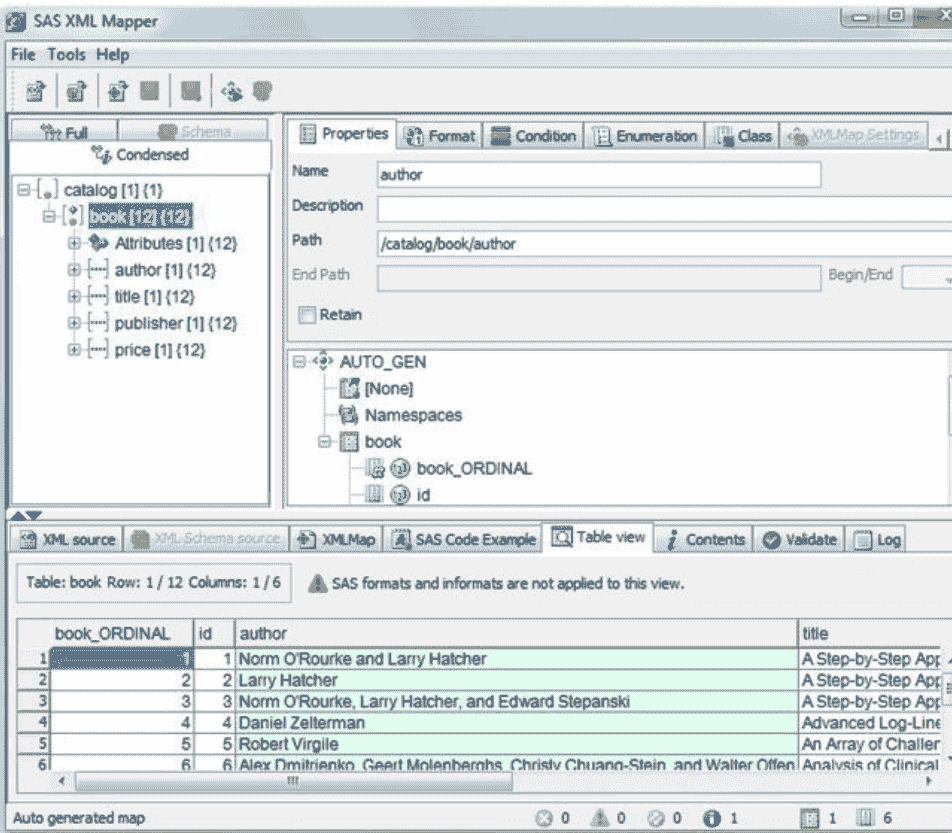 SAS XML Mapper
File Tools Help
Full Schema
Condensed
catalog [1] {1}
book [12] {12}
Attributes [1] {12}
author [1] {12}
title [1] {12}
publisher [1] {12}
price [1] {12}
Properties Format Condition Enumeration Class XMLMap Settings
Name author
Description
Path /catalog/book/author
End Path Begin/End
Retain
AUTO_GEN
[None]
Namespaces
book
book_ORDINAL
id
XML source XML Schema source XMLMap SAS Code Example Table view Contents Validate Log
Table: book Row: 1 / 12 Columns: 1 / 6 SAS formats and informats are not applied to this view.
book_ORDINAL id author title
1 1 1 Norm O'Rourke and Larry Hatcher A Step-by-Step App
2 2 2 Larry Hatcher A Step-by-Step App
3 3 3 Norm O'Rourke, Larry Hatcher, and Edward Stepanski A Step-by-Step App
4 4 4 Daniel Zelterman Advanced Log-Line
5 5 5 Robert Virgile An Array of Challer
6 6 6 Alex Dmitrienko, Geert Molenberghs, Christy Chuang-Stein, and Walter Offen Analysis of Clinical
Auto generated map 0 0 0 1 1 6